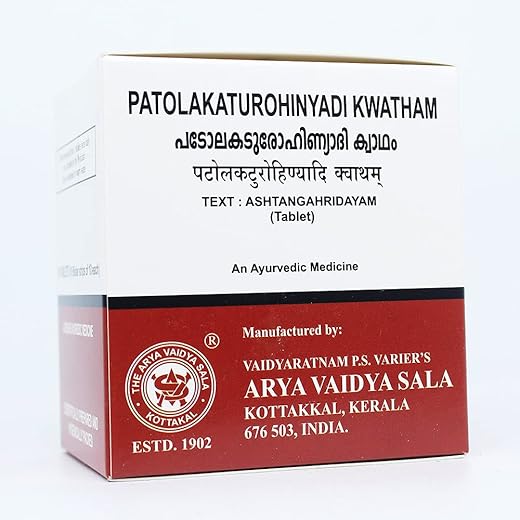 PATOLAKATUROHINYADI KWATHAM
പടോലകടുരോഹിണ്യാദി ക്വാഥം
पटोलकटुरोहिण्यादि क्वाथम्
TEXT : ASHTANGAHRIDAYAM
(Tablet)
An Ayurvedic Medicine
Manufactured by:
VAIDYARATNAM P.S. VARIER'S
ARYA VAIDYA SALA
KOTTAKKAL, KERALA
676 503, INDIA.
THE ARYA VAIDYA SALA
KOTTAKAL
®
ESTD. 1902